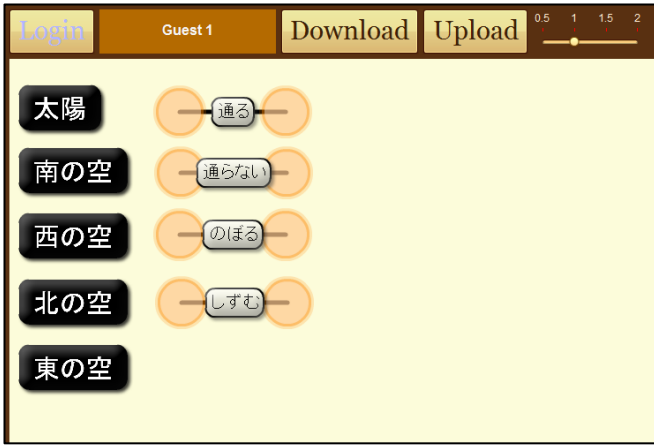 Login Guest 1 Download Upload 0.5 1 1.5 2
太陽 通る
南の空 通らない
西の空 のぼる
北の空 しずむ
東の空